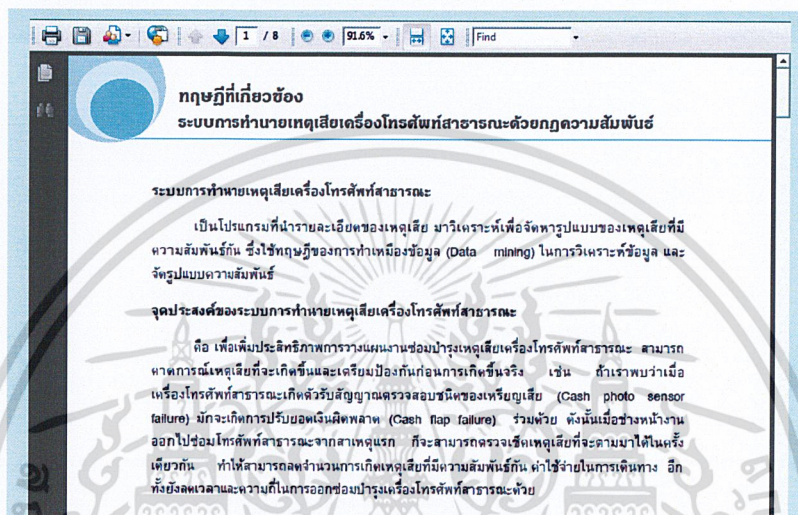 1 / 8 91.6% Find
ทฤษฎีที่เกี่ยวข้อง
ระบบการทำนายเหตุเสียเครื่องโทรศัพท์สาธารณะด้วยกฎความสัมพันธ์
ระบบการทำนายเหตุเสียเครื่องโทรศัพท์สาธารณะ
เป็นโปรแกรมที่นำรายละเอียดของเหตุเสีย มาวิเคราะห์เพื่อจัดหารูปแบบของเหตุเสียที่มี
ความสัมพันธ์กัน ซึ่งใช้ทฤษฎีของการทำเหมืองข้อมูล (Data mining) ในการวิเคราะห์ข้อมูล และ
จัดรูปแบบความสัมพันธ์
จุดประสงค์ของระบบการทำนายเหตุเสียเครื่องโทรศัพท์สาธารณะ
คือ เพื่อเพิ่มประสิทธิภาพการวางแผนงานซ่อมบำรุงเหตุเสียเครื่องโทรศัพท์สาธารณะ สามารถ
คาดการณ์เหตุเสียที่จะเกิดขึ้นและเตรียมป้องกันก่อนการเกิดขึ้นจริง เช่น ถ้าเราพบว่าเมื่อ
เครื่องโทรศัพท์สาธารณะเกิดตัวรับสัญญาณตรวจสอบชนิดของเหรียญเสีย (Cash photo sensor
failure) มักจะเกิดการปรับยอดเงินผิดพลาด (Cash flap failure) ร่วมด้วย ดังนั้นเมื่อช่างหน้างาน
ออกไปซ่อมโทรศัพท์สาธารณะจากสาเหตุแรก ก็จะสามารถตรวจเช็คเหตุเสียที่จะตามมาได้ในครั้ง
เดียวกัน ทำให้สามารถลดจำนวนการเกิดเหตุเสียที่มีความสัมพันธ์กัน ค่าใช้จ่ายในการเดินทาง อีก
ทั้งยังลดเวลาและความถี่ในการออกซ่อมบำรุงเครื่องโทรศัพท์สาธารณะด้วย